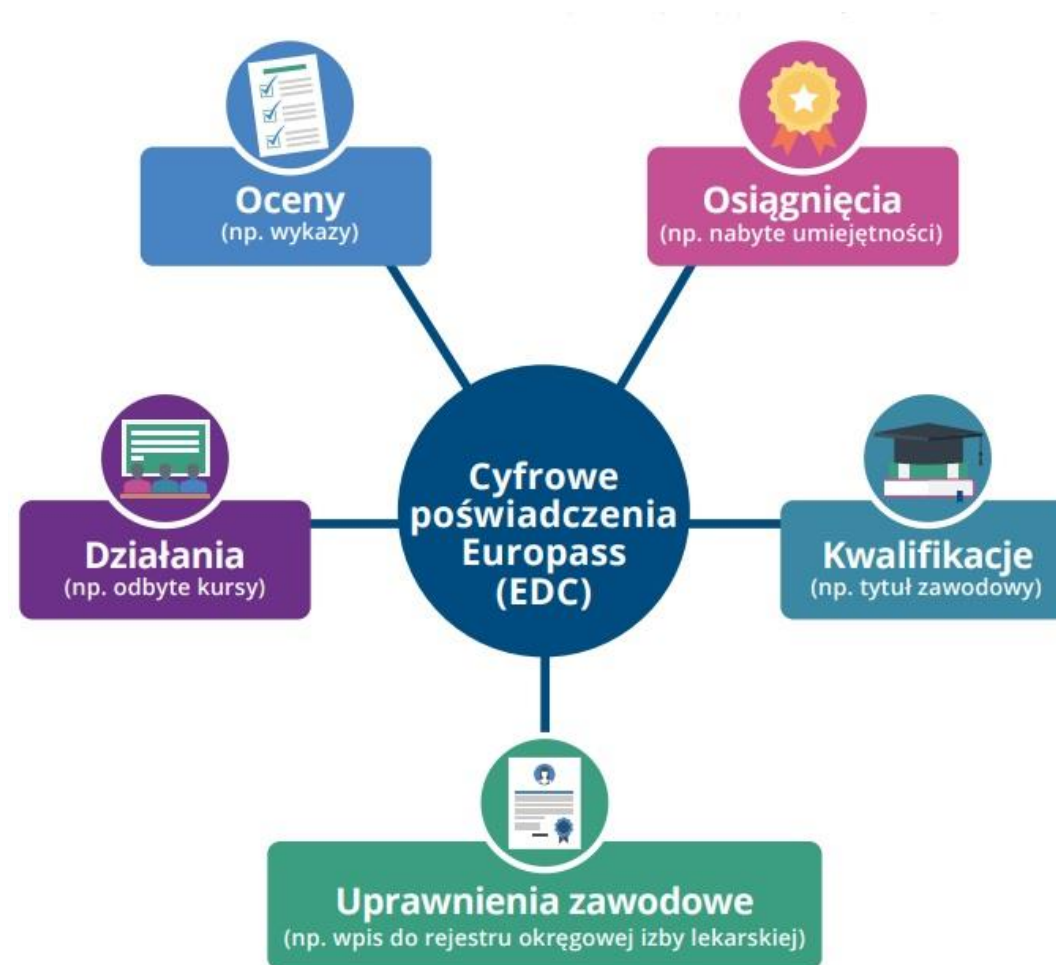 Oceny
(np. wykazy)
Osiągnięcia
(np. nabyte umiejętności)
Cyfrowe
poświadczenia
Europass
(EDC)
Działania
(np. odbyte kursy)
Kwalifikacje
(np. tytuł zawodowy)
Uprawnienia zawodowe
(np. wpis do rejestru okręgowej izby lekarskiej)